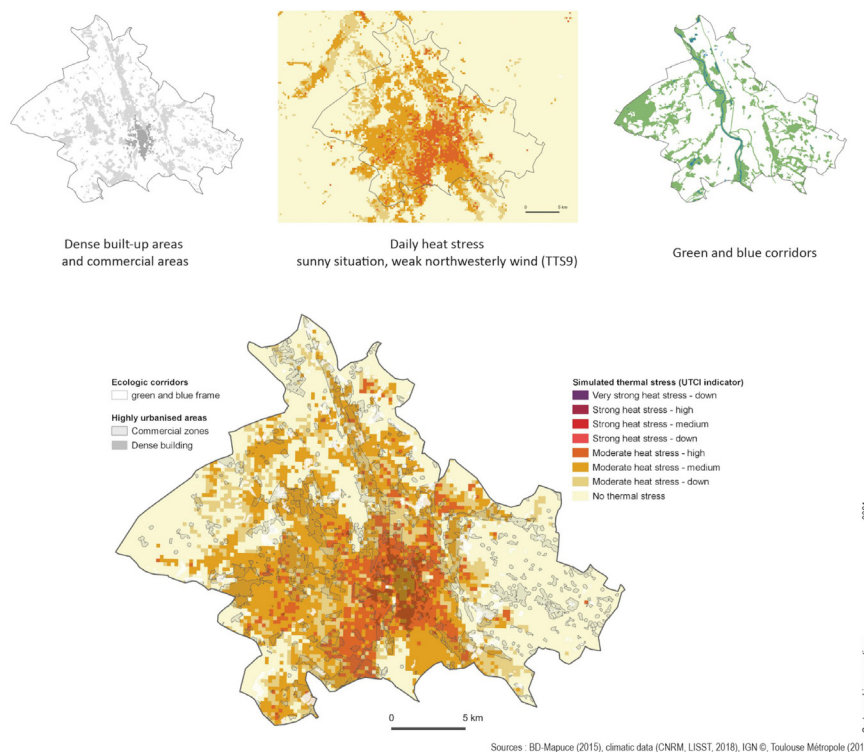 Dense built-up areas
and commercial areas
0 5 km
Daily heat stress
sunny situation, weak northwesterly wind (TTS9)
Green and blue corridors
Ecologic corridors
green and blue frame
Highly urbanised areas
Commercial zones
Dense building
Simulated thermal stress (UTCI indicator)
Very strong heat stress - down
Strong heat stress - high
Strong heat stress - medium
Strong heat stress - down
Moderate heat stress - high
Moderate heat stress - medium
Moderate heat stress - down
No thermal stress
0 5 km
Sources : BD-Mapuce (2015), climatic data (CNRM, LISST, 2018), IGN ©, Toulouse Métropole (201